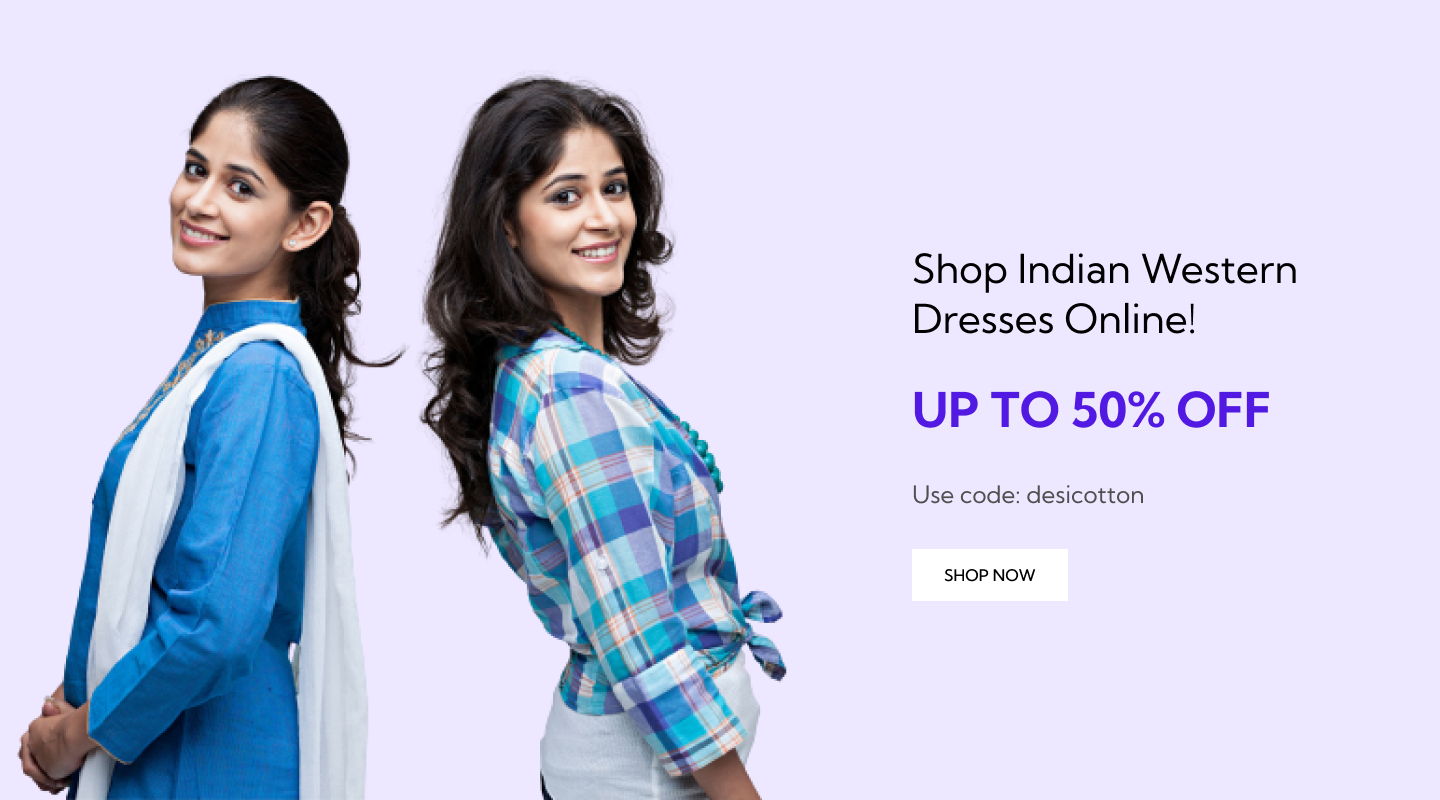 Shop Indian Western
Dresses Online!
UP TO 50% OFF
Use code: desicotton
SHOP NOW